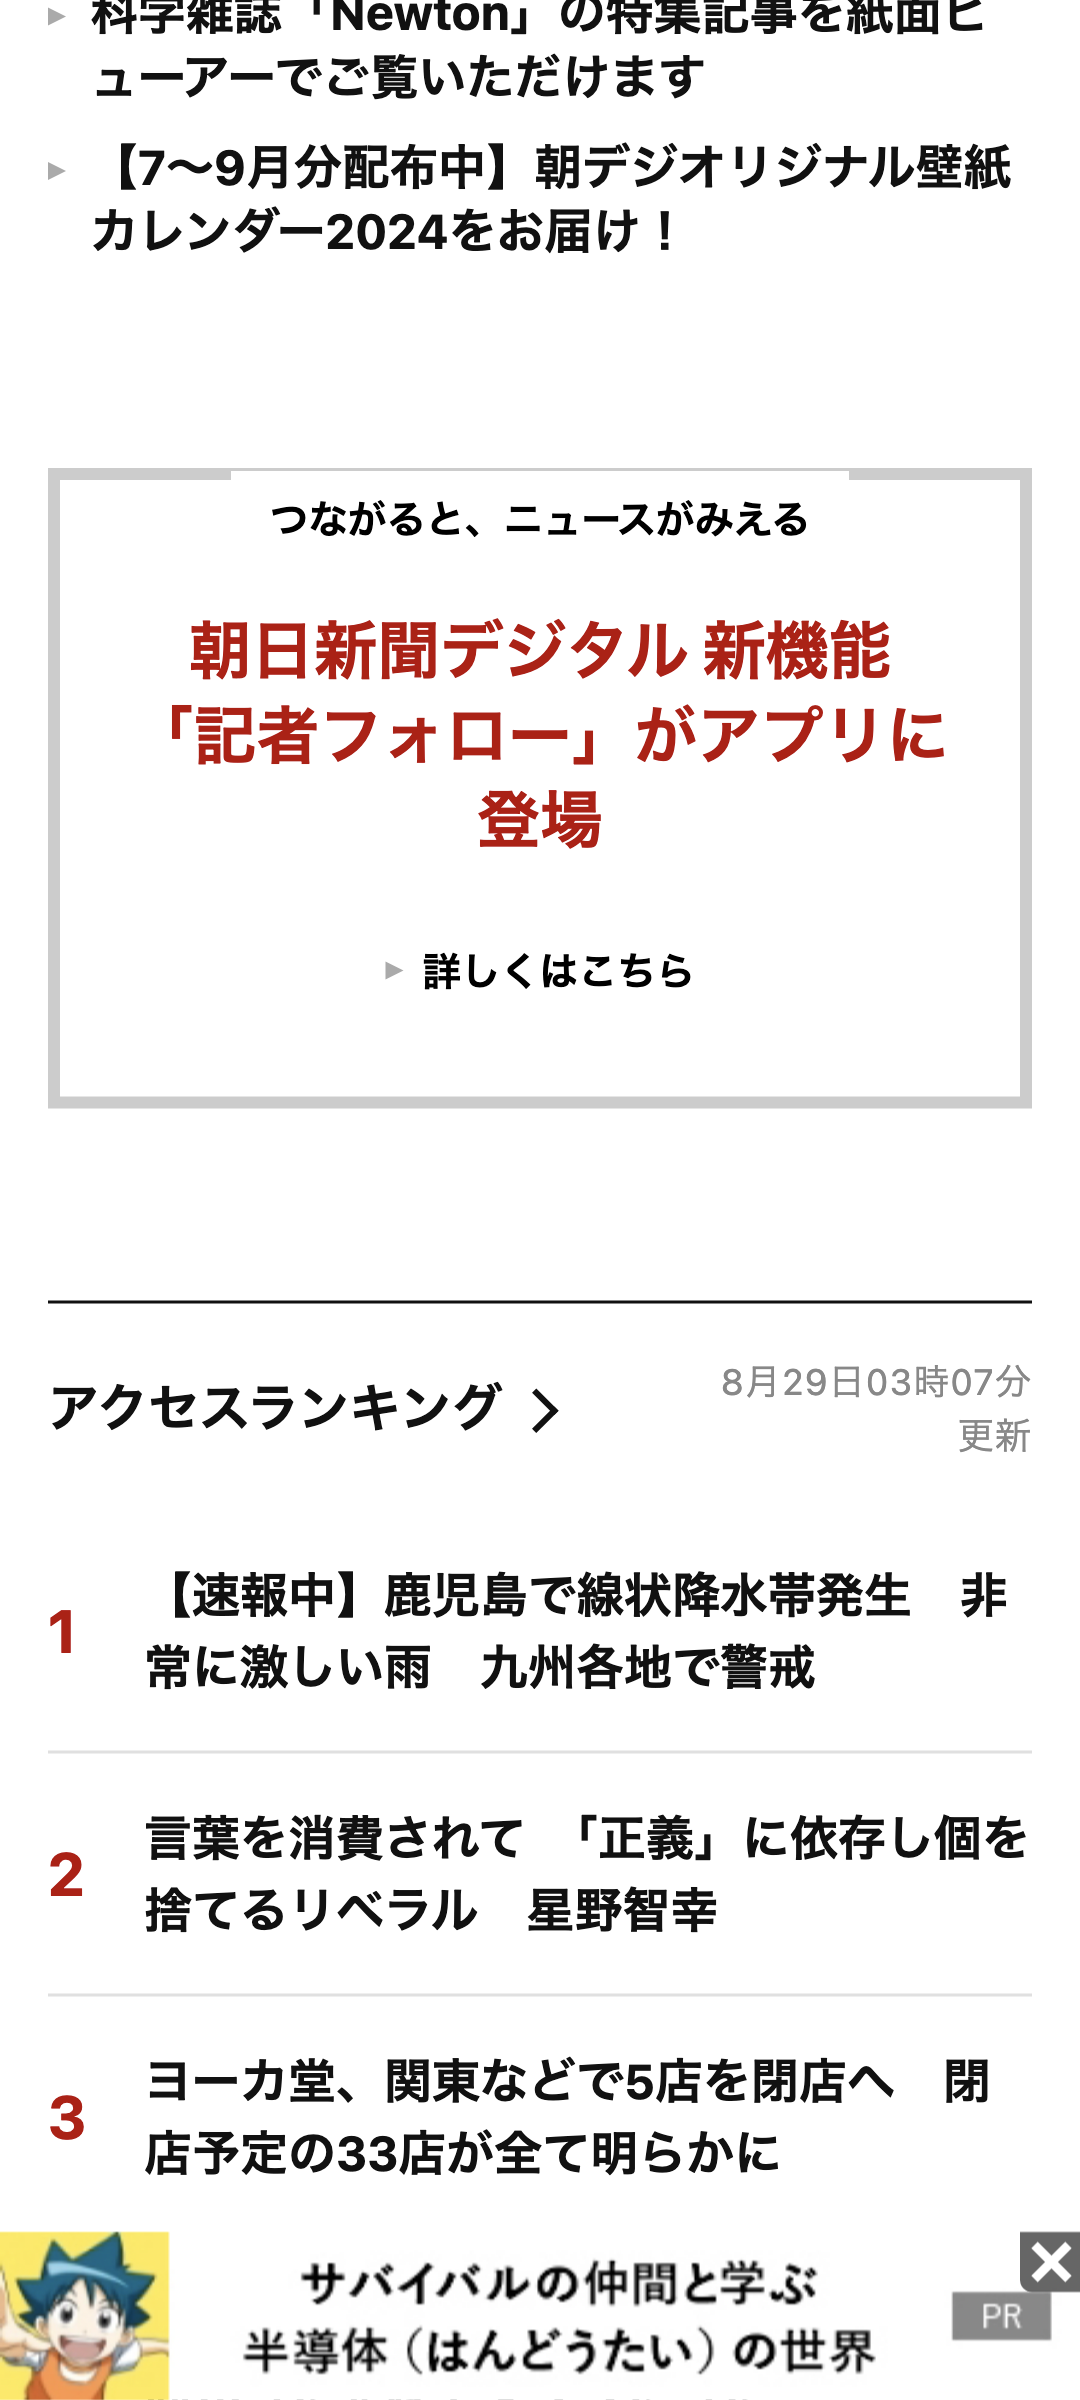 科学雑誌「Newton」の特集記事を紙面ビ
ューアーでご覧いただけます
【7〜9月分配布中】朝デジオリジナル壁紙
カレンダー2024をお届け！
つながると、ニュースがみえる
朝日新聞デジタル 新機能
「記者フォロー」がアプリに
登場
詳しくはこちら
アクセスランキング
8月29日03時07分
更新
1
【速報中】鹿児島で線状降水帯発生　非
常に激しい雨　九州各地で警戒
2
言葉を消費されて　「正義」に依存し個を
捨てるリベラル　星野智幸
3
ヨーカ堂、関東などで5店を閉店へ　閉
店予定の33店が全て明らかに
サバイバルの仲間と学ぶ
半導体（はんどうたい）の世界
PR